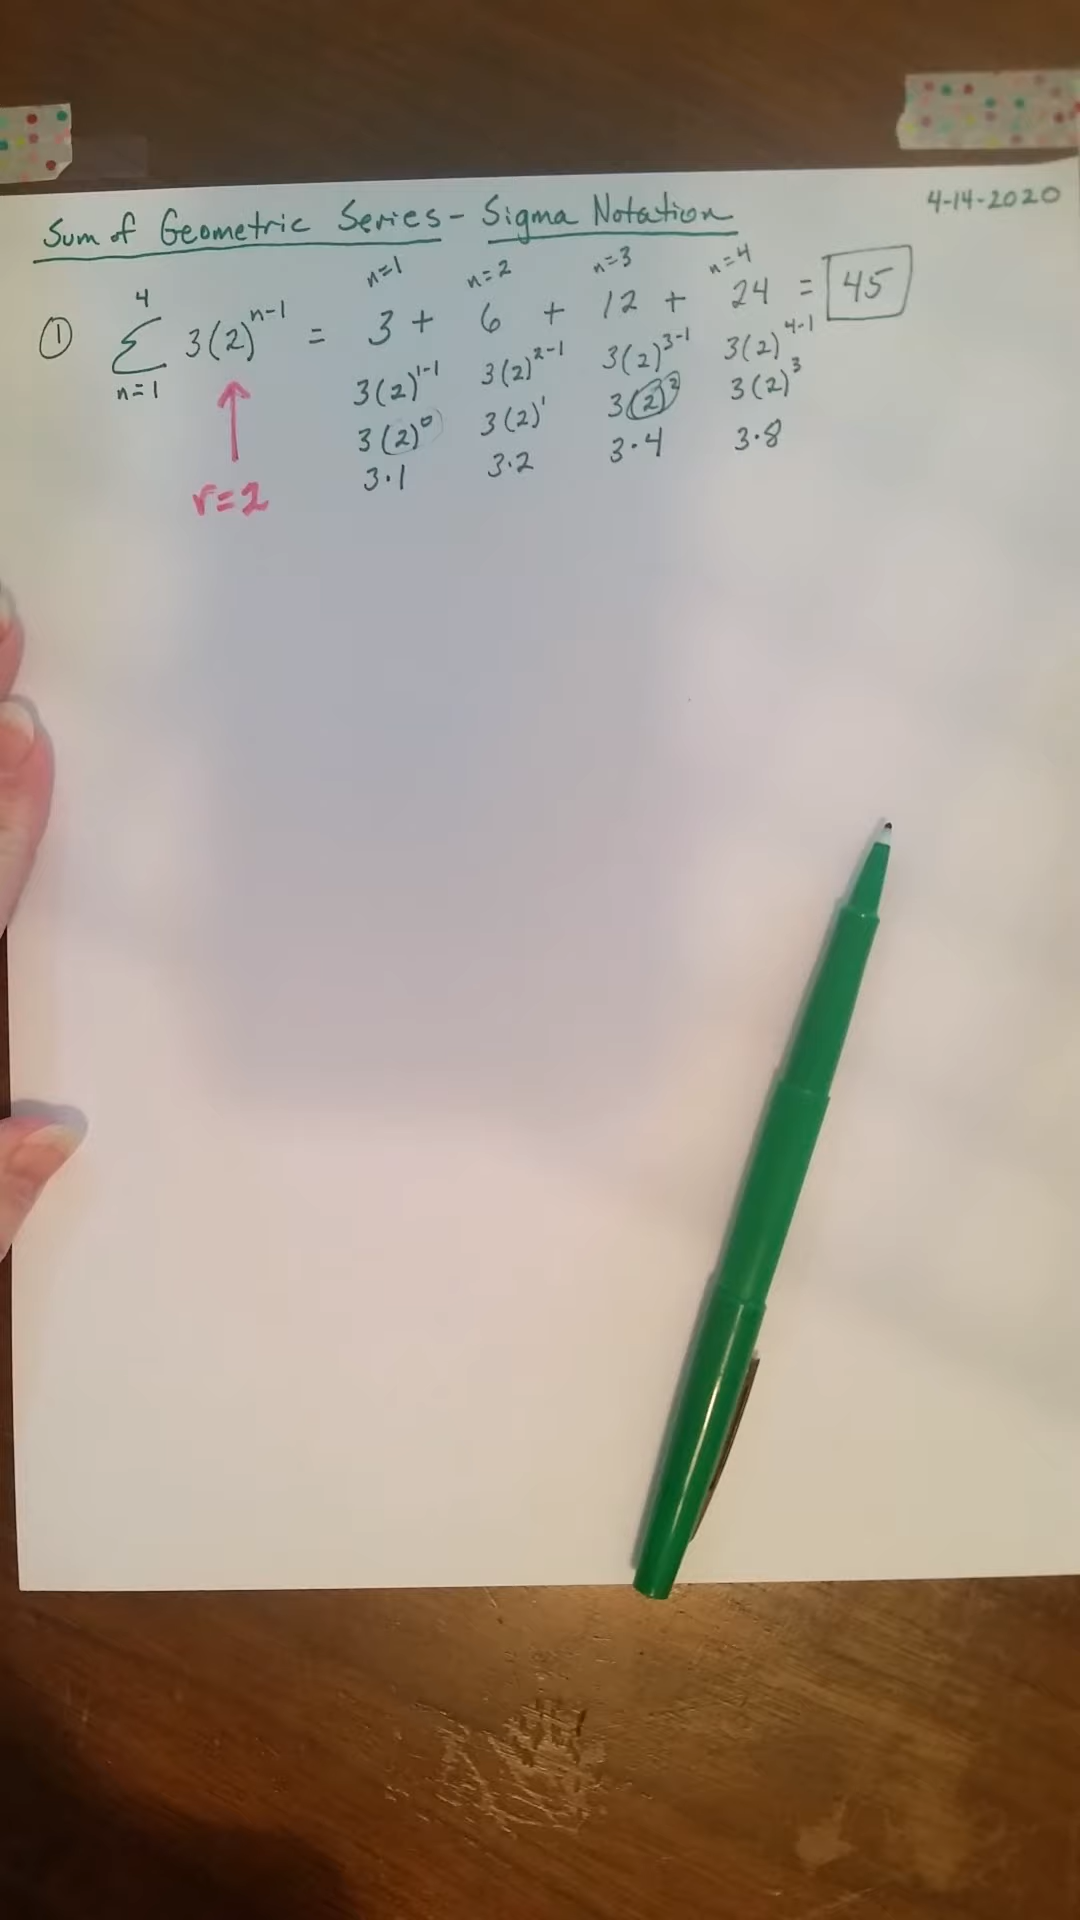 Sum of Geometric Series - Sigma Notation
4-14-2020
n=1 n=2 n=3 n=4
① 4 Σ n=1 3(2)^{n-1} = 3 + 6 + 12 + 24 = 45
3(2)^{1-1} 3(2)^{2-1} 3(2)^{3-1} 3(2)^{4-1}
3(2)^0 3(2)^1 3(2)^2 3(2)^3
3·1 3·2 3·4 3·8
r=2